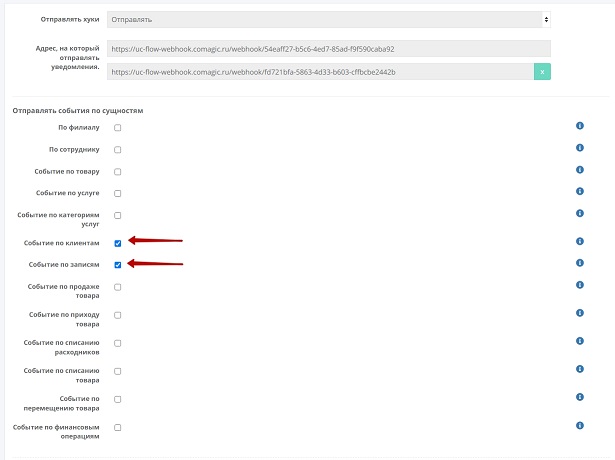 Отправлять хуки
Отправлять
Адрес, на который
отправлять
уведомления.
https://uc-flow-webhook.comagic.ru/webhook/54eaff27-b5c6-4ed7-85ad-f9f590caba92
https://uc-flow-webhook.comagic.ru/webhook/fd721bfa-5863-4d33-b603-cffbcbe2442b
Отправлять события по сущностям
По филиалу
По сотруднику
Событие по товару
Событие по услуге
Событие по категориям
услуг
Событие по клиентам
Событие по записям
Событие по продаже
товара
Событие по приходу
товара
Событие по списанию
расходников
Событие по списанию
товара
Событие по
перемещению товара
Событие по финансовым
операциям